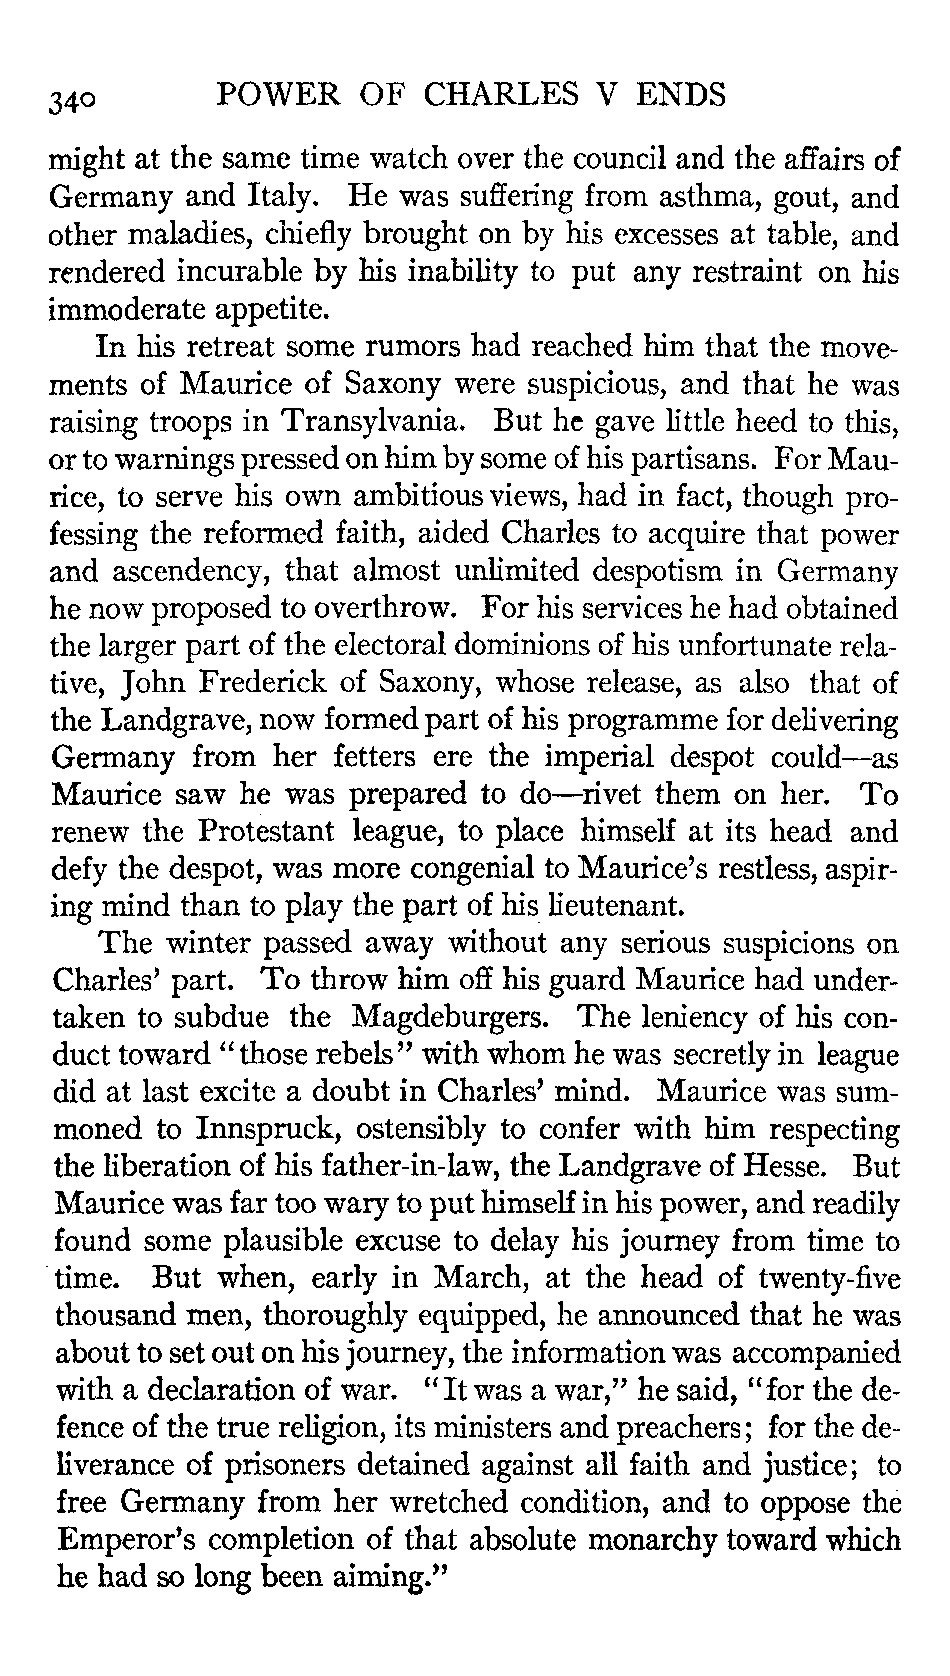 340 POWER OF CHARLES V ENDS
might at the same time watch over the council and the affairs of
Germany and Italy. He was suffering from asthma, gout, and
other maladies, chiefly brought on by his excesses at table, and
rendered incurable by his inability to put any restraint on his
immoderate appetite.
In his retreat some rumors had reached him that the move-
ments of Maurice of Saxony were suspicious, and that he was
raising troops in Transylvania. But he gave little heed to this,
or to warnings pressed on him by some of his partisans. For Mau-
rice, to serve his own ambitious views, had in fact, though pro-
fessing the reformed faith, aided Charles to acquire that power
and ascendency, that almost unlimited despotism in Germany
he now proposed to overthrow. For his services he had obtained
the larger part of the electoral dominions of his unfortunate rela-
tive, John Frederick of Saxony, whose release, as also that of
the Landgrave, now formed part of his programme for delivering
Germany from her fetters ere the imperial despot could—as
Maurice saw he was prepared to do—rivet them on her. To
renew the Protestant league, to place himself at its head and
defy the despot, was more congenial to Maurice's restless, aspir-
ing mind than to play the part of his lieutenant.
The winter passed away without any serious suspicions on
Charles' part. To throw him off his guard Maurice had under-
taken to subdue the Magdeburgers. The leniency of his con-
duct toward "those rebels" with whom he was secretly in league
did at last excite a doubt in Charles' mind. Maurice was sum-
moned to Innspruck, ostensibly to confer with him respecting
the liberation of his father-in-law, the Landgrave of Hesse. But
Maurice was far too wary to put himself in his power, and readily
found some plausible excuse to delay his journey from time to
time. But when, early in March, at the head of twenty-five
thousand men, thoroughly equipped, he announced that he was
about to set out on his journey, the information was accompanied
with a declaration of war. "It was a war," he said, "for the de-
fence of the true religion, its ministers and preachers; for the de-
liverance of prisoners detained against all faith and justice; to
free Germany from her wretched condition, and to oppose the
Emperor's completion of that absolute monarchy toward which
he had so long been aiming."